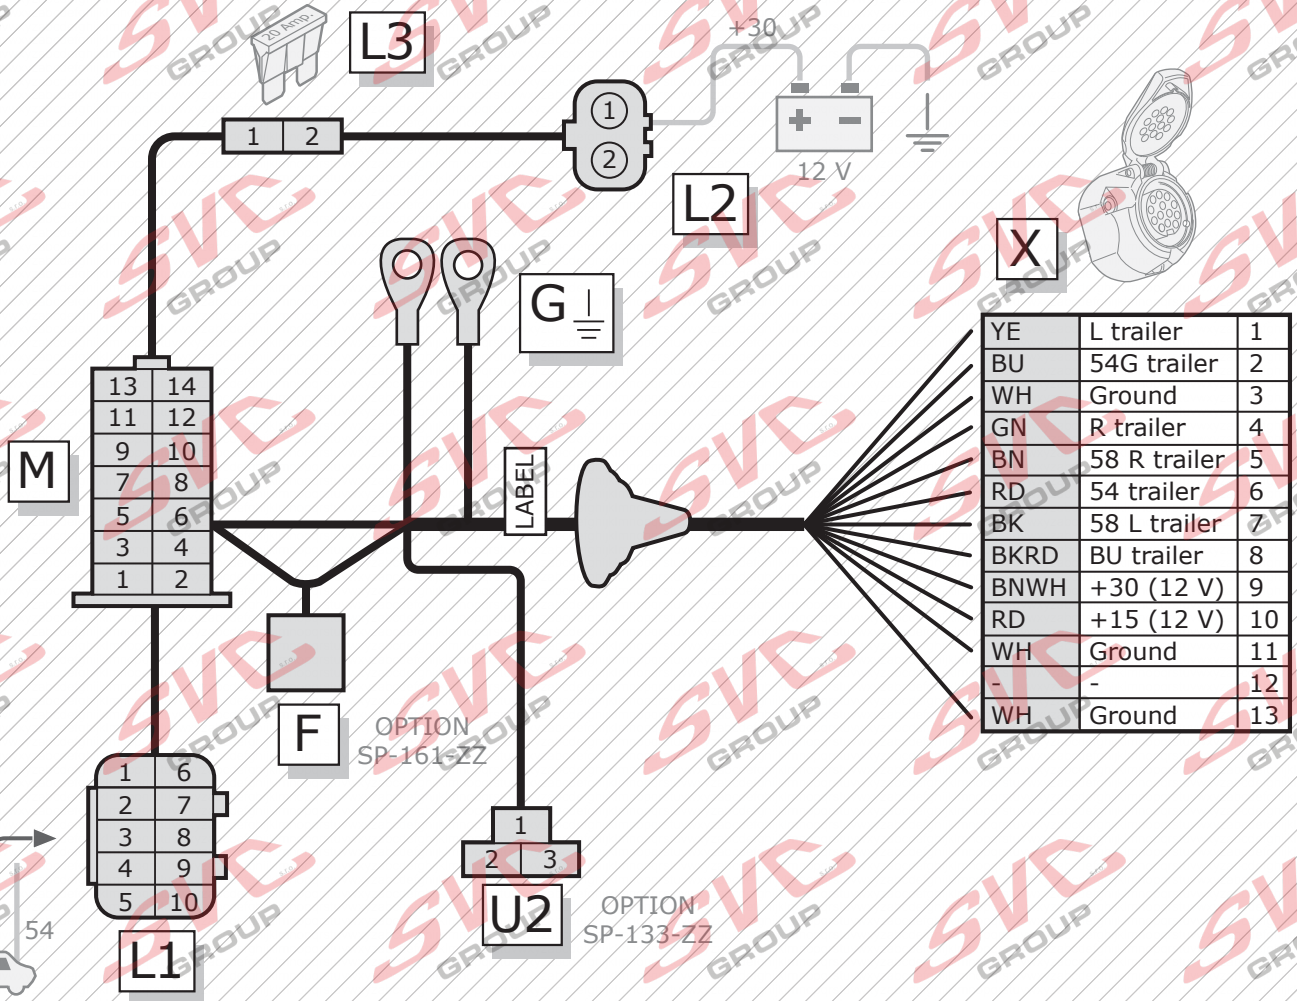 20 Amp.
L3
+30
1 2
1
2
12 V
L2
X
G
13 14
11 12
9 10
7 8
5 6
3 4
1 2
M
LABEL
YE L trailer 1
BU 54G trailer 2
WH Ground 3
GN R trailer 4
BN 58 R trailer 5
RD 54 trailer 6
BK 58 L trailer 7
BKRD BU trailer 8
BNWH +30 (12 V) 9
RD +15 (12 V) 10
WH Ground 11
- - 12
WH Ground 13
F
OPTION
SP-161-ZZ
1 6
2 7
3 8
4 9
5 10
L1
54
1
2 3
U2
OPTION
SP-133-ZZ
SVC s.r.o.
GROUP